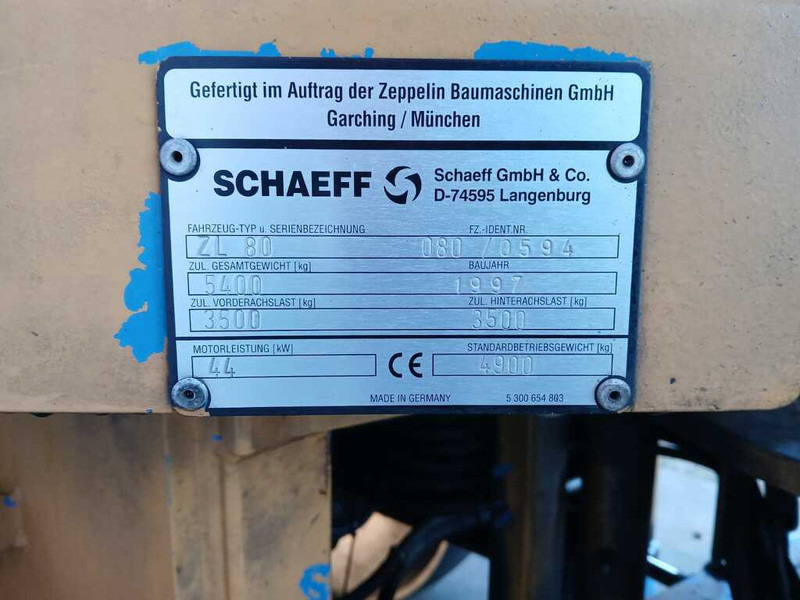 Gefertigt im Auftrag der Zeppelin Baumaschinen GmbH
Garching / München
SCHAEFF
Schaeff GmbH & Co.
D-74595 Langenburg
FAHRZEUG-TYP u. SERIENBEZEICHNUNG FZ.-IDENT.NR.
ZL 80 080 / 0594
ZUL. GESAMTGEWICHT [kg] BAUJAHR
5400 1997
ZUL. VORDERACHSLAST [kg] ZUL. HINTERACHSLAST [kg]
3500 3500
MOTORLEISTUNG [kW] STANDARDBETRIEBSGEWICHT [kg]
44 CE 4900
MADE IN GERMANY 5 300 654 803